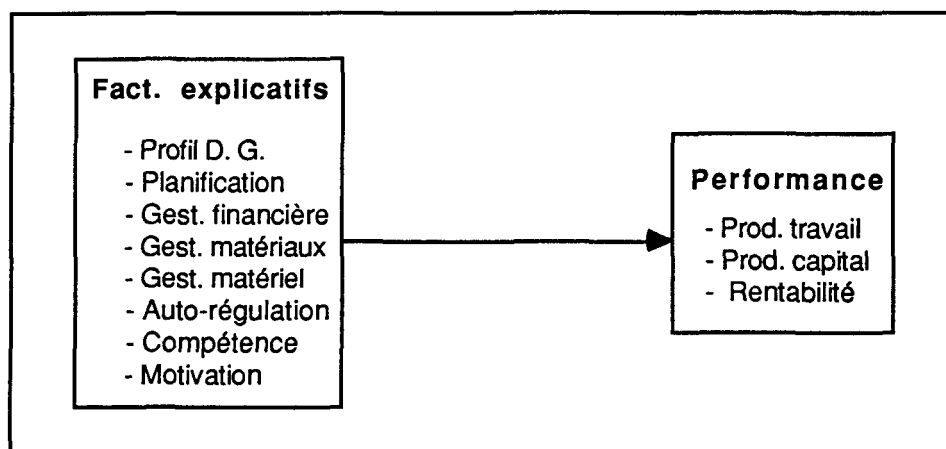 Fact. explicatifs
- Profil D. G.
- Planification
- Gest. financière
- Gest. matériaux
- Gest. matériel
- Auto-régulation
- Compétence
- Motivation
Performance
- Prod. travail
- Prod. capital
- Rentabilité